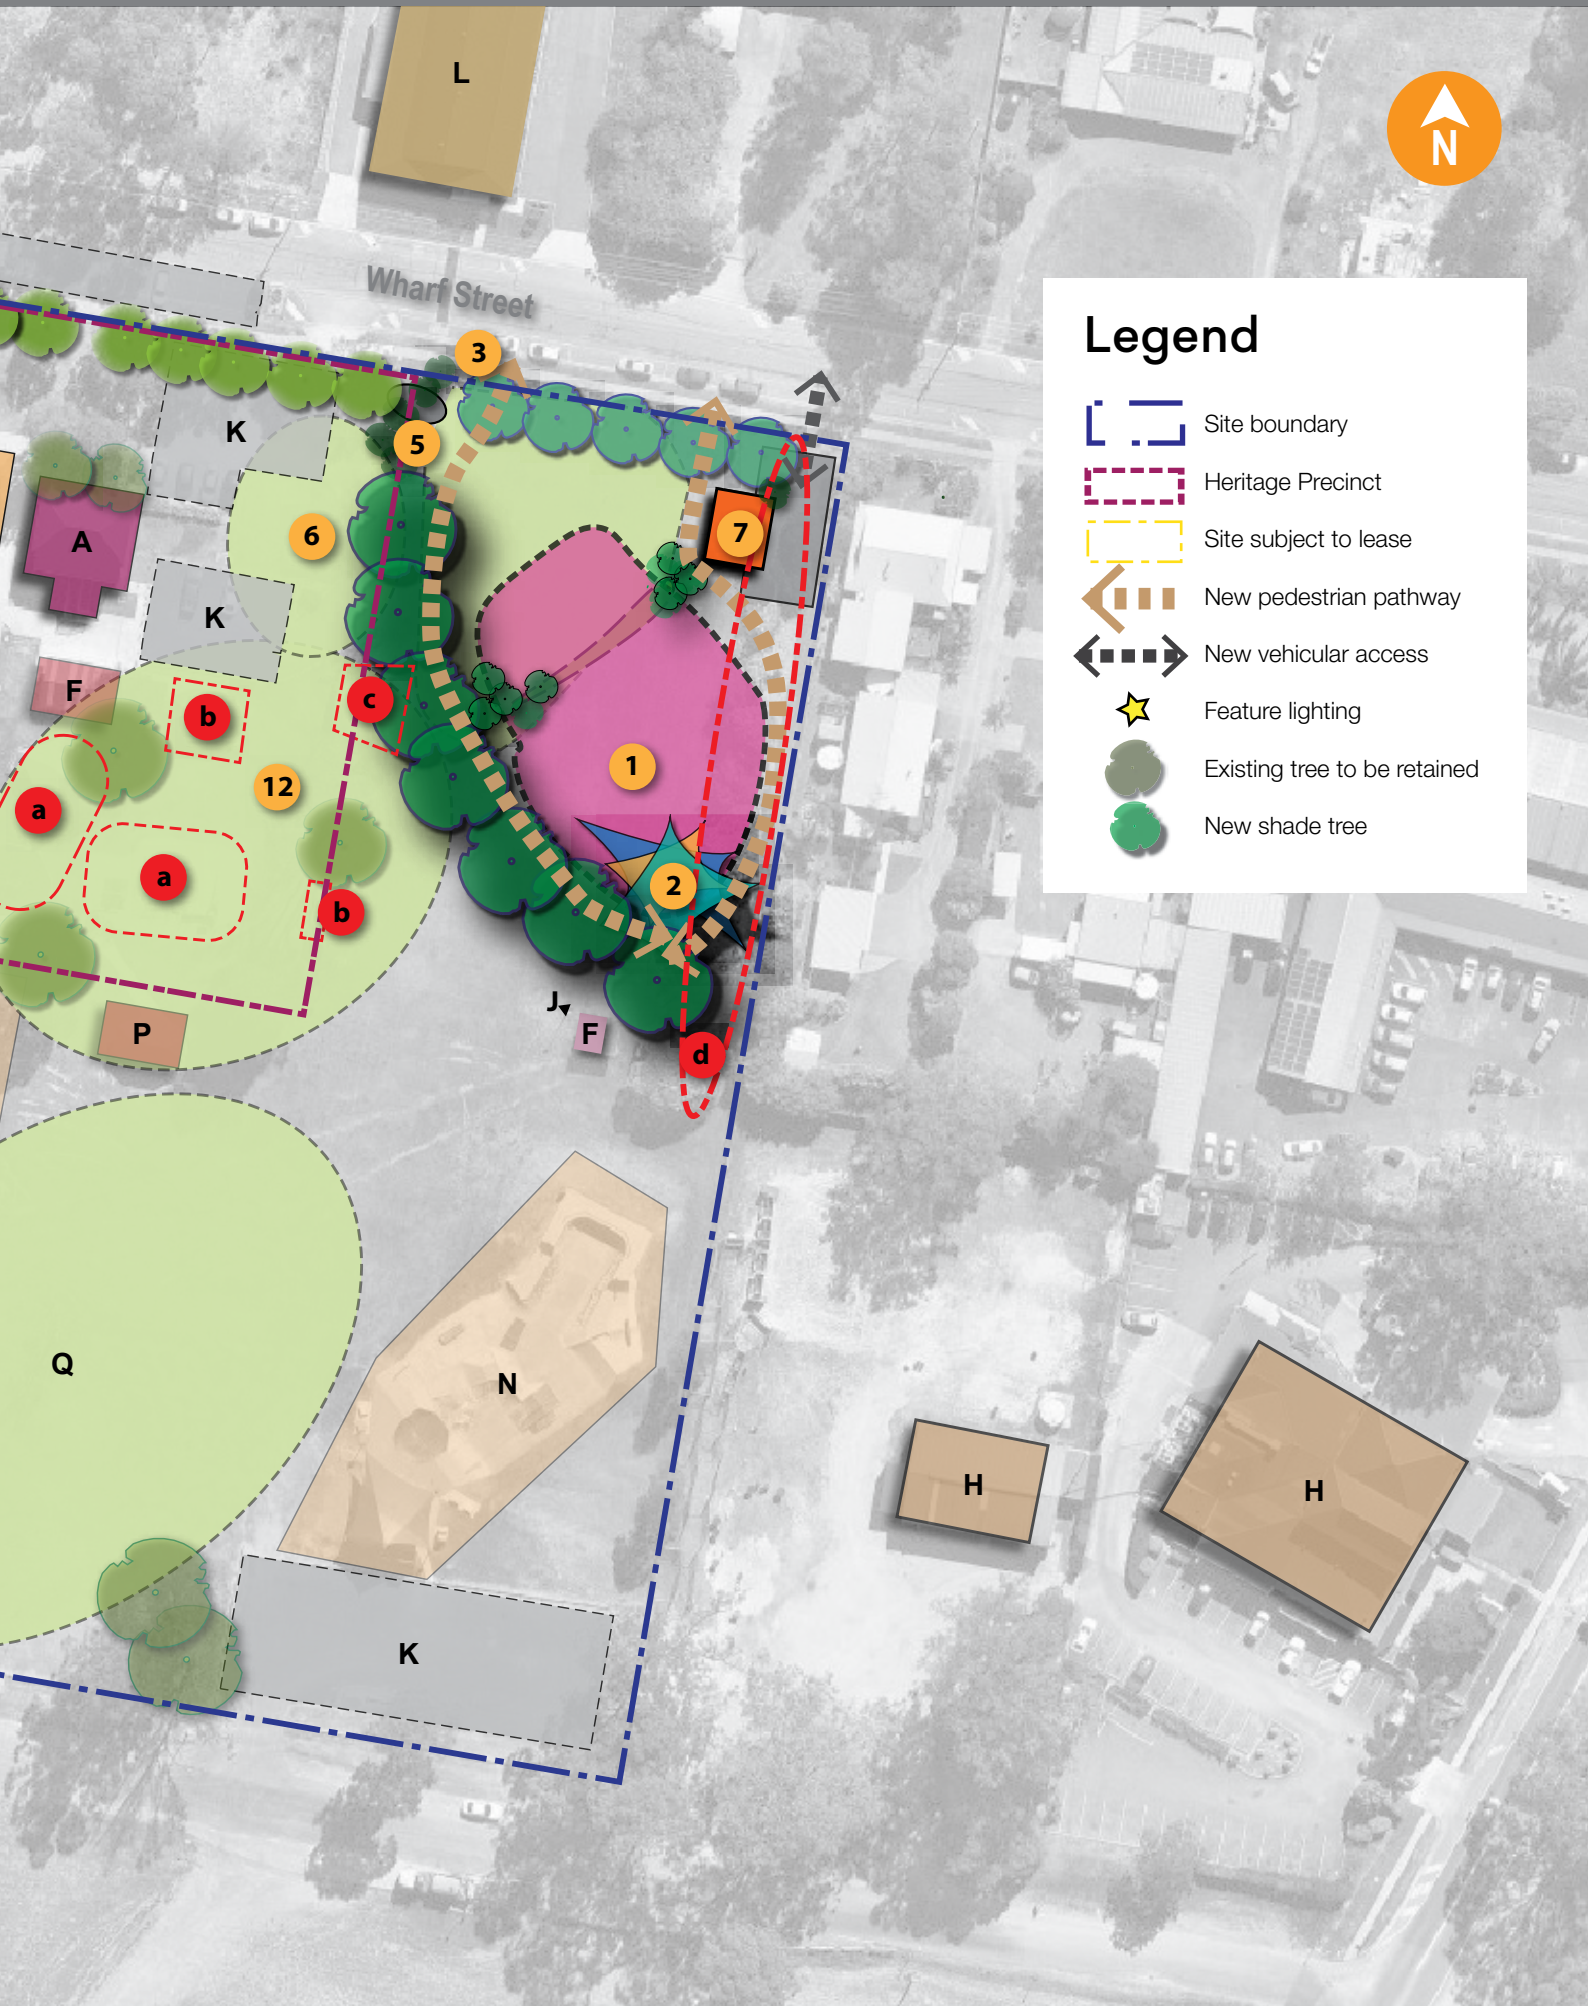 L
N
Wharf Street
Legend
Site boundary
Heritage Precinct
Site subject to lease
New pedestrian pathway
New vehicular access
Feature lighting
Existing tree to be retained
New shade tree
3
K
5
6
7
A
K
F
b
c
1
12
a
a
2
b
J
F
P
d
Q
N
H
H
K